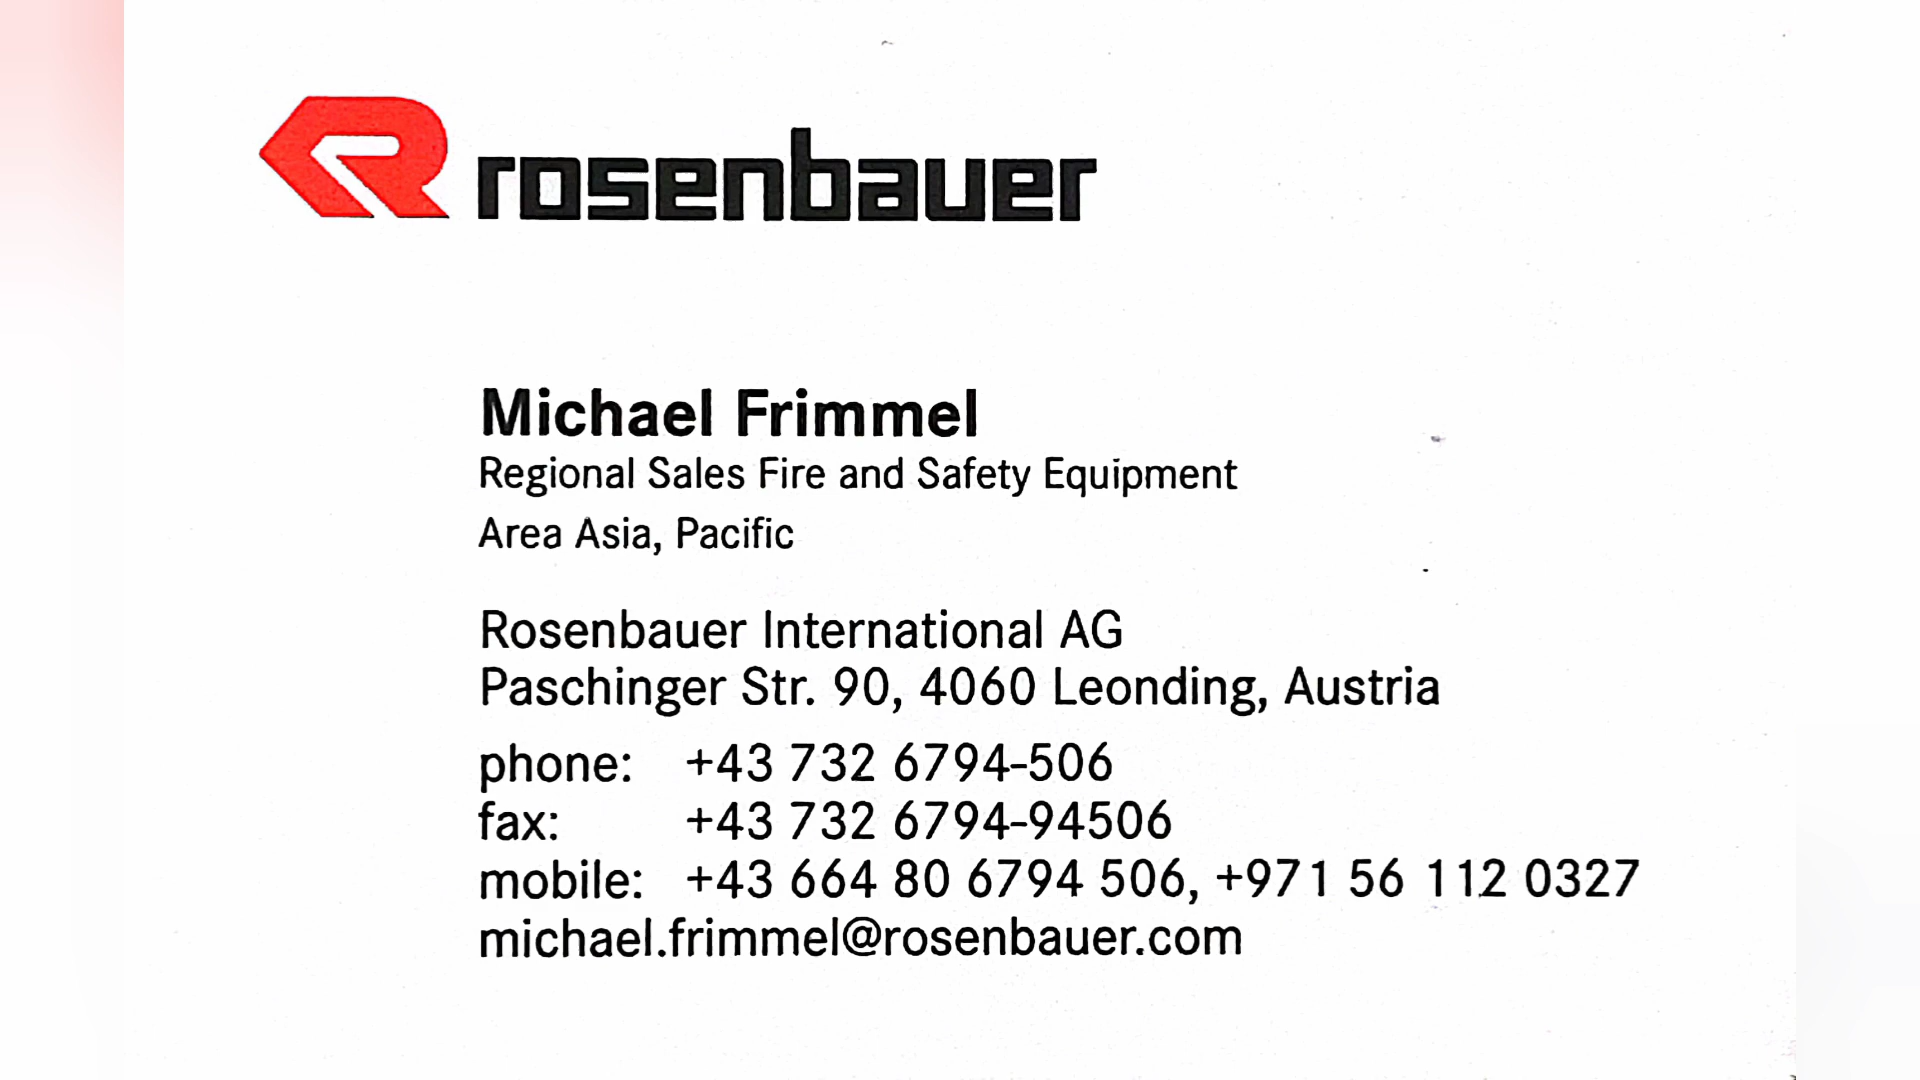 rosenbauer
Michael Frimmel
Regional Sales Fire and Safety Equipment
Area Asia, Pacific
Rosenbauer International AG
Paschinger Str. 90, 4060 Leonding, Austria
phone: +43 732 6794-506
fax: +43 732 6794-94506
mobile: +43 664 80 6794 506, +971 56 112 0327
michael.frimmel@rosenbauer.com